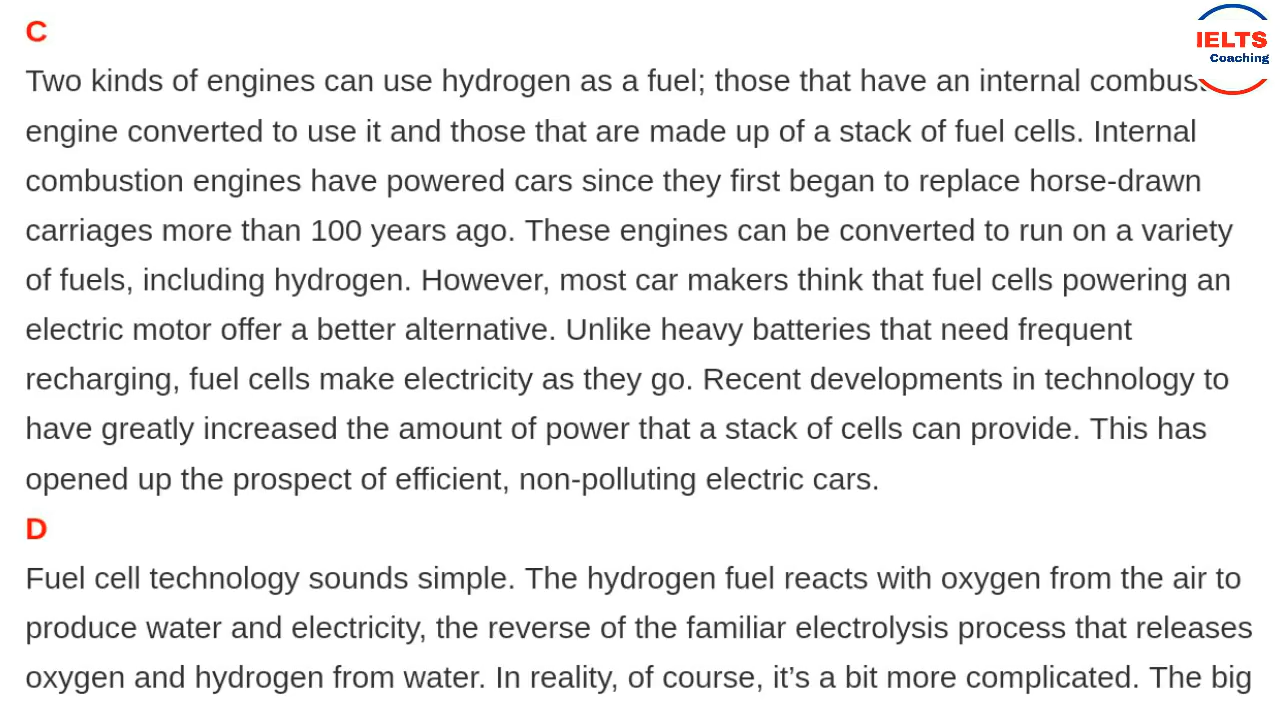 C
IELTS
Coaching
Two kinds of engines can use hydrogen as a fuel; those that have an internal combust
engine converted to use it and those that are made up of a stack of fuel cells. Internal
combustion engines have powered cars since they first began to replace horse-drawn
carriages more than 100 years ago. These engines can be converted to run on a variety
of fuels, including hydrogen. However, most car makers think that fuel cells powering an
electric motor offer a better alternative. Unlike heavy batteries that need frequent
recharging, fuel cells make electricity as they go. Recent developments in technology to
have greatly increased the amount of power that a stack of cells can provide. This has
opened up the prospect of efficient, non-polluting electric cars.
D
Fuel cell technology sounds simple. The hydrogen fuel reacts with oxygen from the air to
produce water and electricity, the reverse of the familiar electrolysis process that releases
oxygen and hydrogen from water. In reality, of course, it’s a bit more complicated. The big